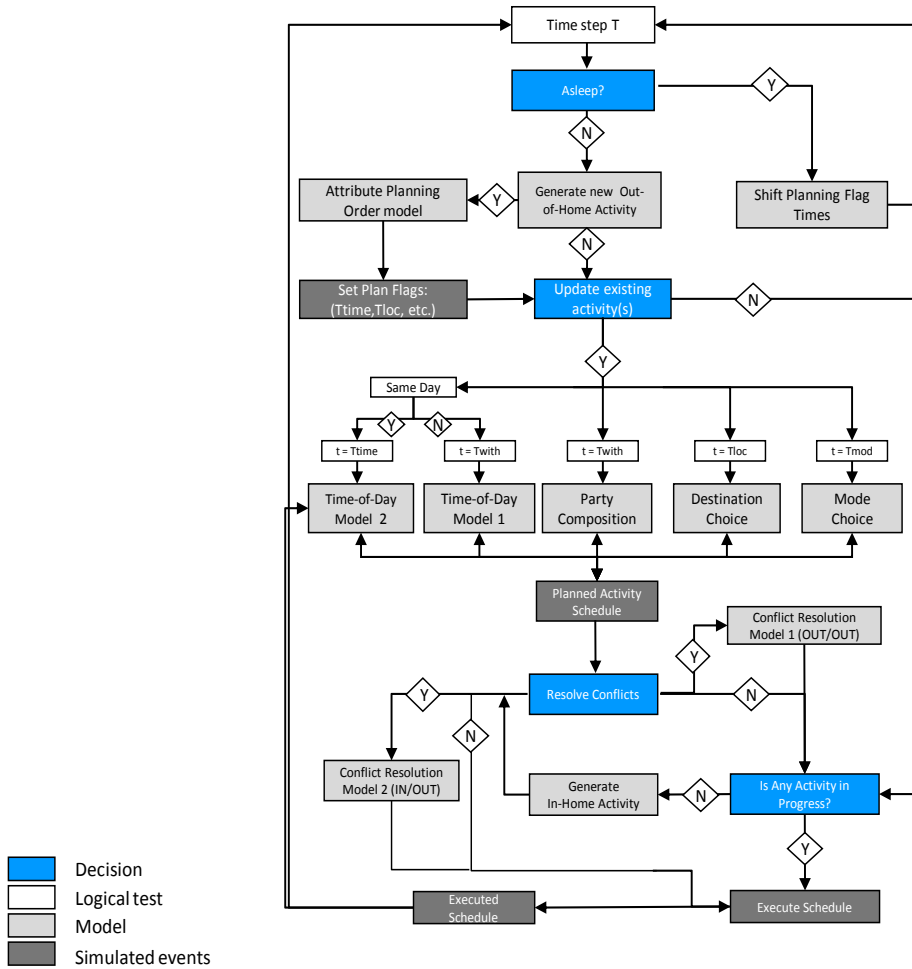 Time step T
Asleep?
Y
N
Attribute Planning
Order model
Y
Generate new Out-
of-Home Activity
Shift Planning Flag
Times
N
Set Plan Flags:
(Ttime,Tloc, etc.)
Update existing
activity(s)
N
Y
Same Day
Y
N
t = Ttime
t = Twith
t = Twith
t = Tloc
t = Tmod
Time-of-Day
Model 2
Time-of-Day
Model 1
Party
Composition
Destination
Choice
Mode
Choice
Planned Activity
Schedule
Conflict Resolution
Model 1 (OUT/OUT)
Y
Y
Resolve Conflicts
N
N
Conflict Resolution
Model 2 (IN/OUT)
Generate
In-Home Activity
N
Is Any Activity in
Progress?
Y
Executed
Schedule
Execute Schedule
Decision
Logical test
Model
Simulated events